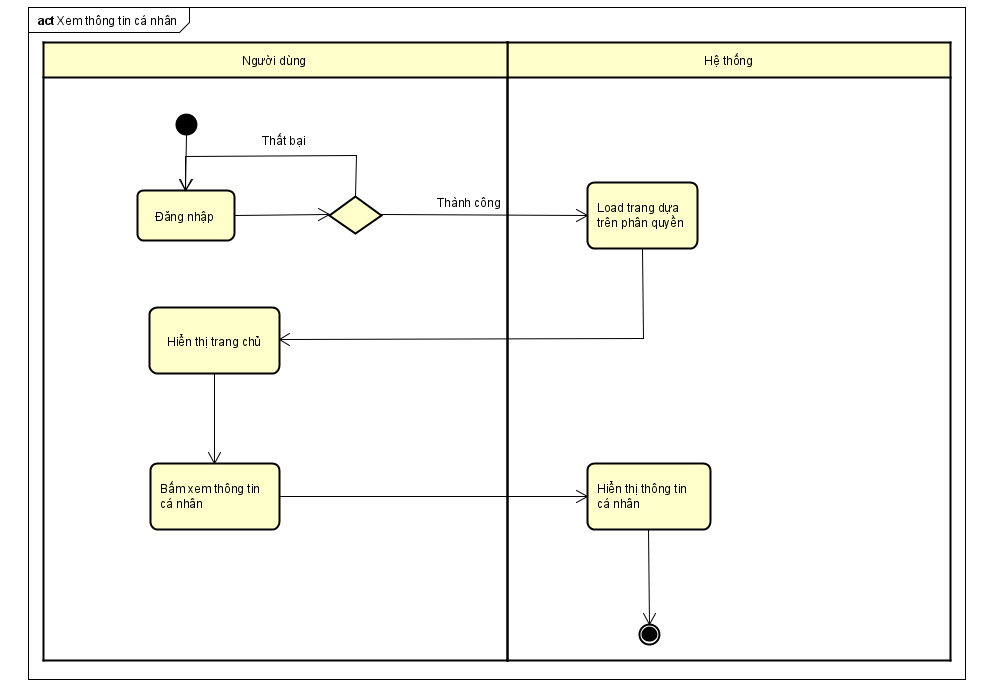 act Xem thông tin cá nhân
Người dùng
Hệ thống
Thất bại
Đăng nhập
Thành công
Load trang dựa
trên phân quyền
Hiển thị trang chủ
Bấm xem thông tin
cá nhân
Hiển thị thông tin
cá nhân